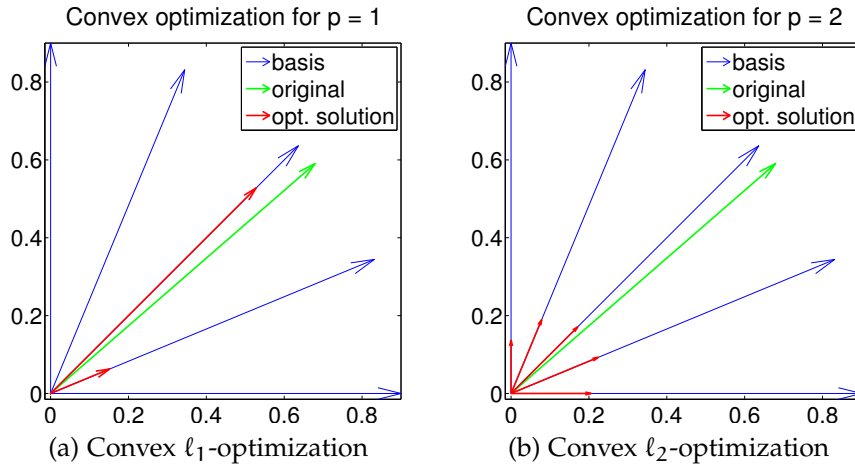 Convex optimization for p = 1
basis
original
opt. solution
0.8
0.6
0.4
0.2
0
0 0.2 0.4 0.6 0.8
(a) Convex ℓ1-optimization
Convex optimization for p = 2
basis
original
opt. solution
0.8
0.6
0.4
0.2
0
0 0.2 0.4 0.6 0.8
(b) Convex ℓ2-optimization